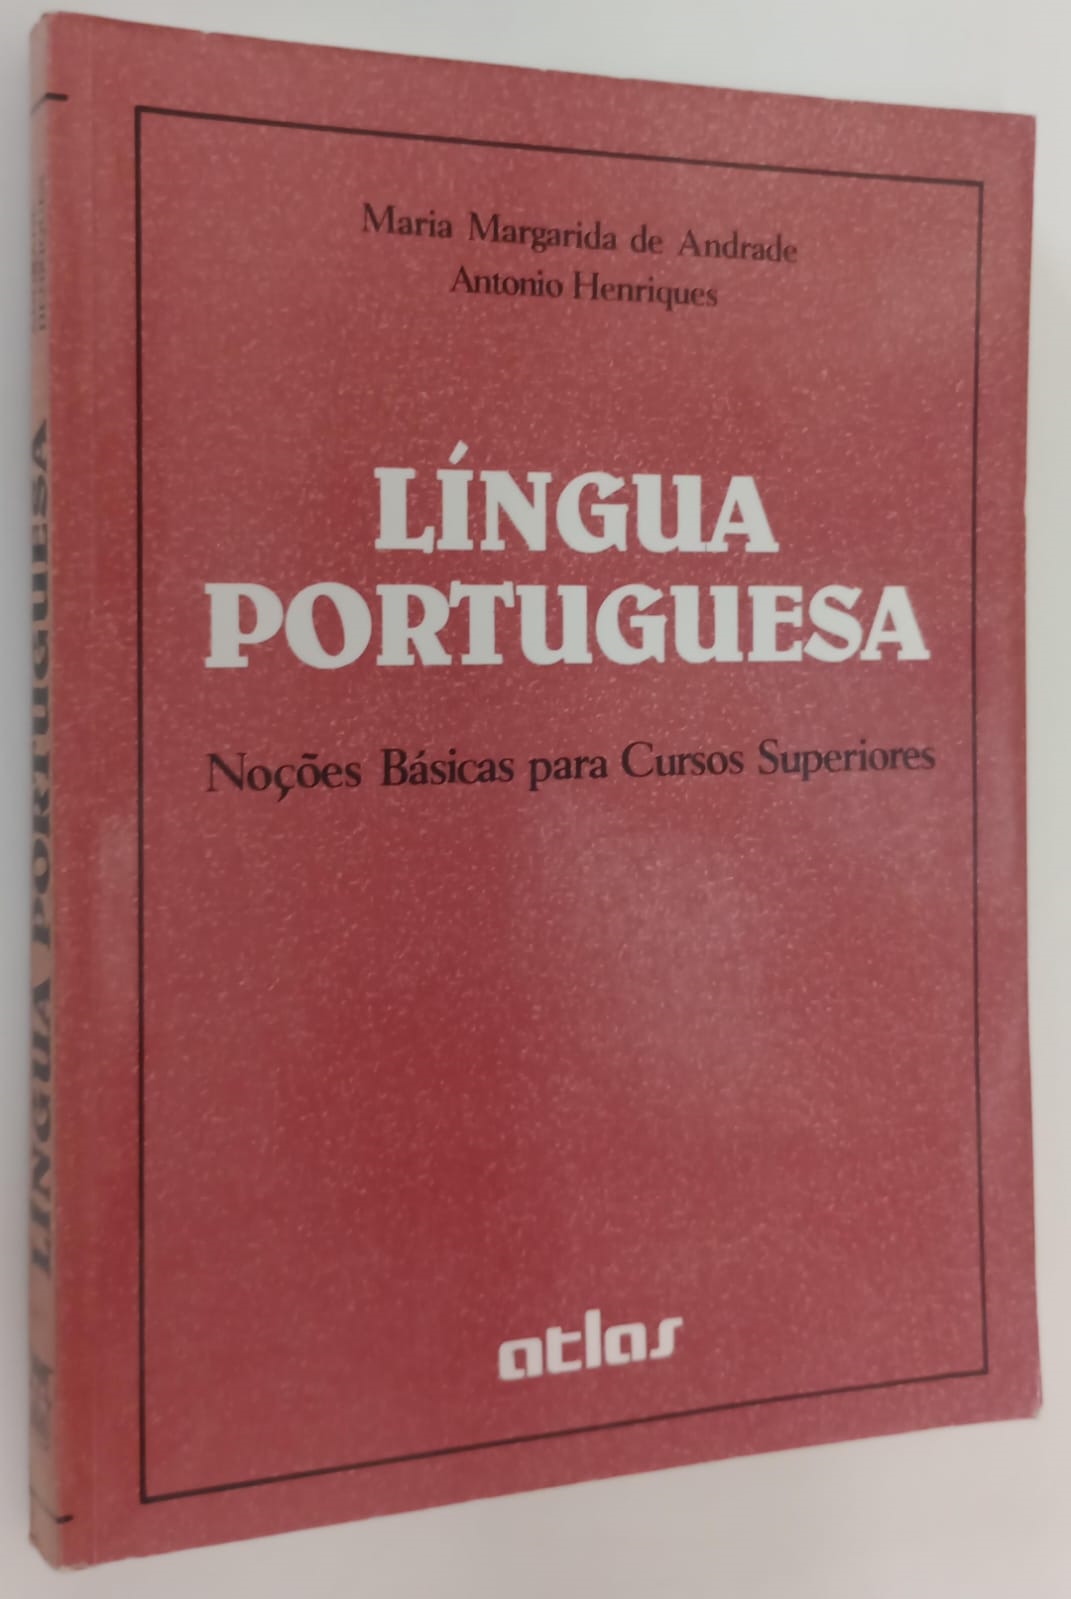 Maria Margarida de Andrade
Antonio Henriques
LÍNGUA
PORTUGUESA
Noções Básicas para Cursos Superiores
atlas
LÍNGUA PORTUGUESA